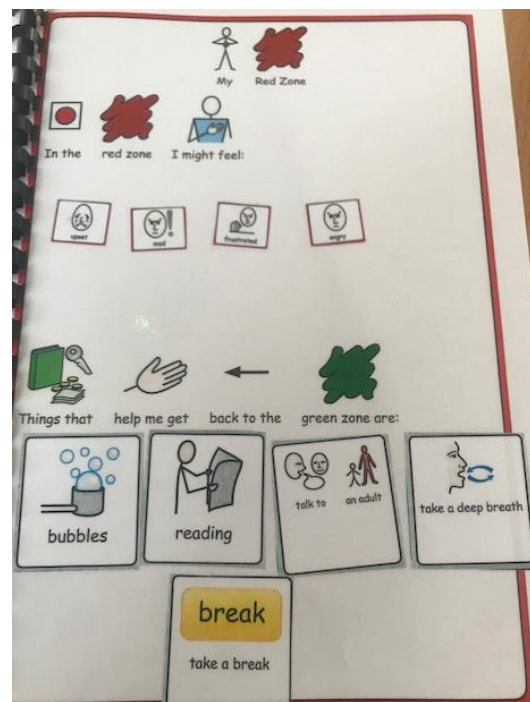 My Red Zone
In the red zone I might feel:
upset mad frustrated angry
Things that help me get back to the green zone are:
bubbles reading talk to an adult take a deep breath
break
take a break